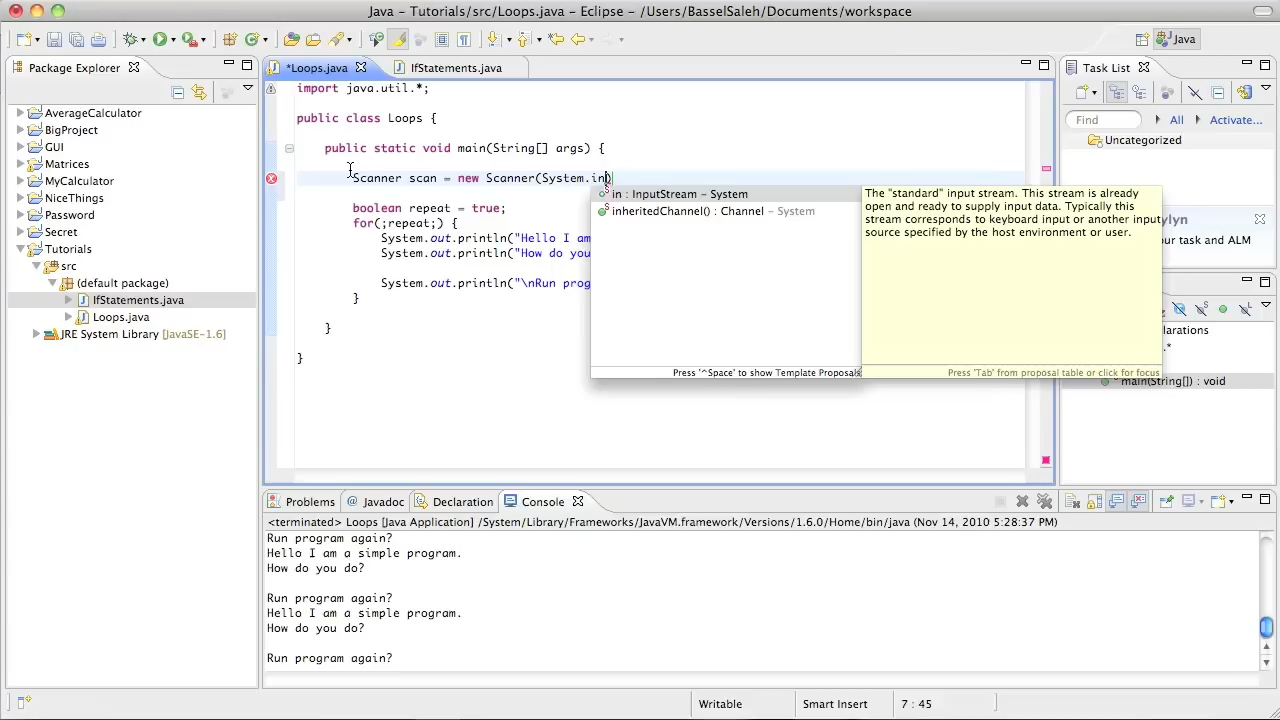 Java – Tutorials/src/Loops.java – Eclipse – /Users/BasselSaleh/Documents/workspace
Java
Package Explorer
*Loops.java
IfStatements.java
Task List
AverageCalculator
BigProject
GUI
Matrices
MyCalculator
NiceThings
Password
Secret
Tutorials
src
(default package)
IfStatements.java
Loops.java
JRE System Library [JavaSE-1.6]
import java.util.*;
public class Loops {
public static void main(String[] args) {
Scanner scan = new Scanner(System.in)
boolean repeat = true;
for(;repeat;) {
System.out.println("Hello I am
System.out.println("How do you
System.out.println("\nRun prog
}
}
}
in : InputStream – System
inheritedChannel() : Channel – System
Press '^Space' to show Template Proposals
The "standard" input stream. This stream is already
open and ready to supply input data. Typically this
stream corresponds to keyboard input or another input
source specified by the host environment or user.
Press 'Tab' from proposal table or click for focus
Find
All
Activate...
Uncategorized
ylyn
your task and ALM
larations
.*
main(String[]) : void
Problems
Javadoc
Declaration
Console
<terminated> Loops [Java Application] /System/Library/Frameworks/JavaVM.framework/Versions/1.6.0/Home/bin/java (Nov 14, 2010 5:28:37 PM)
Run program again?
Hello I am a simple program.
How do you do?
Run program again?
Hello I am a simple program.
How do you do?
Run program again?
Writable
Smart Insert
7 : 45